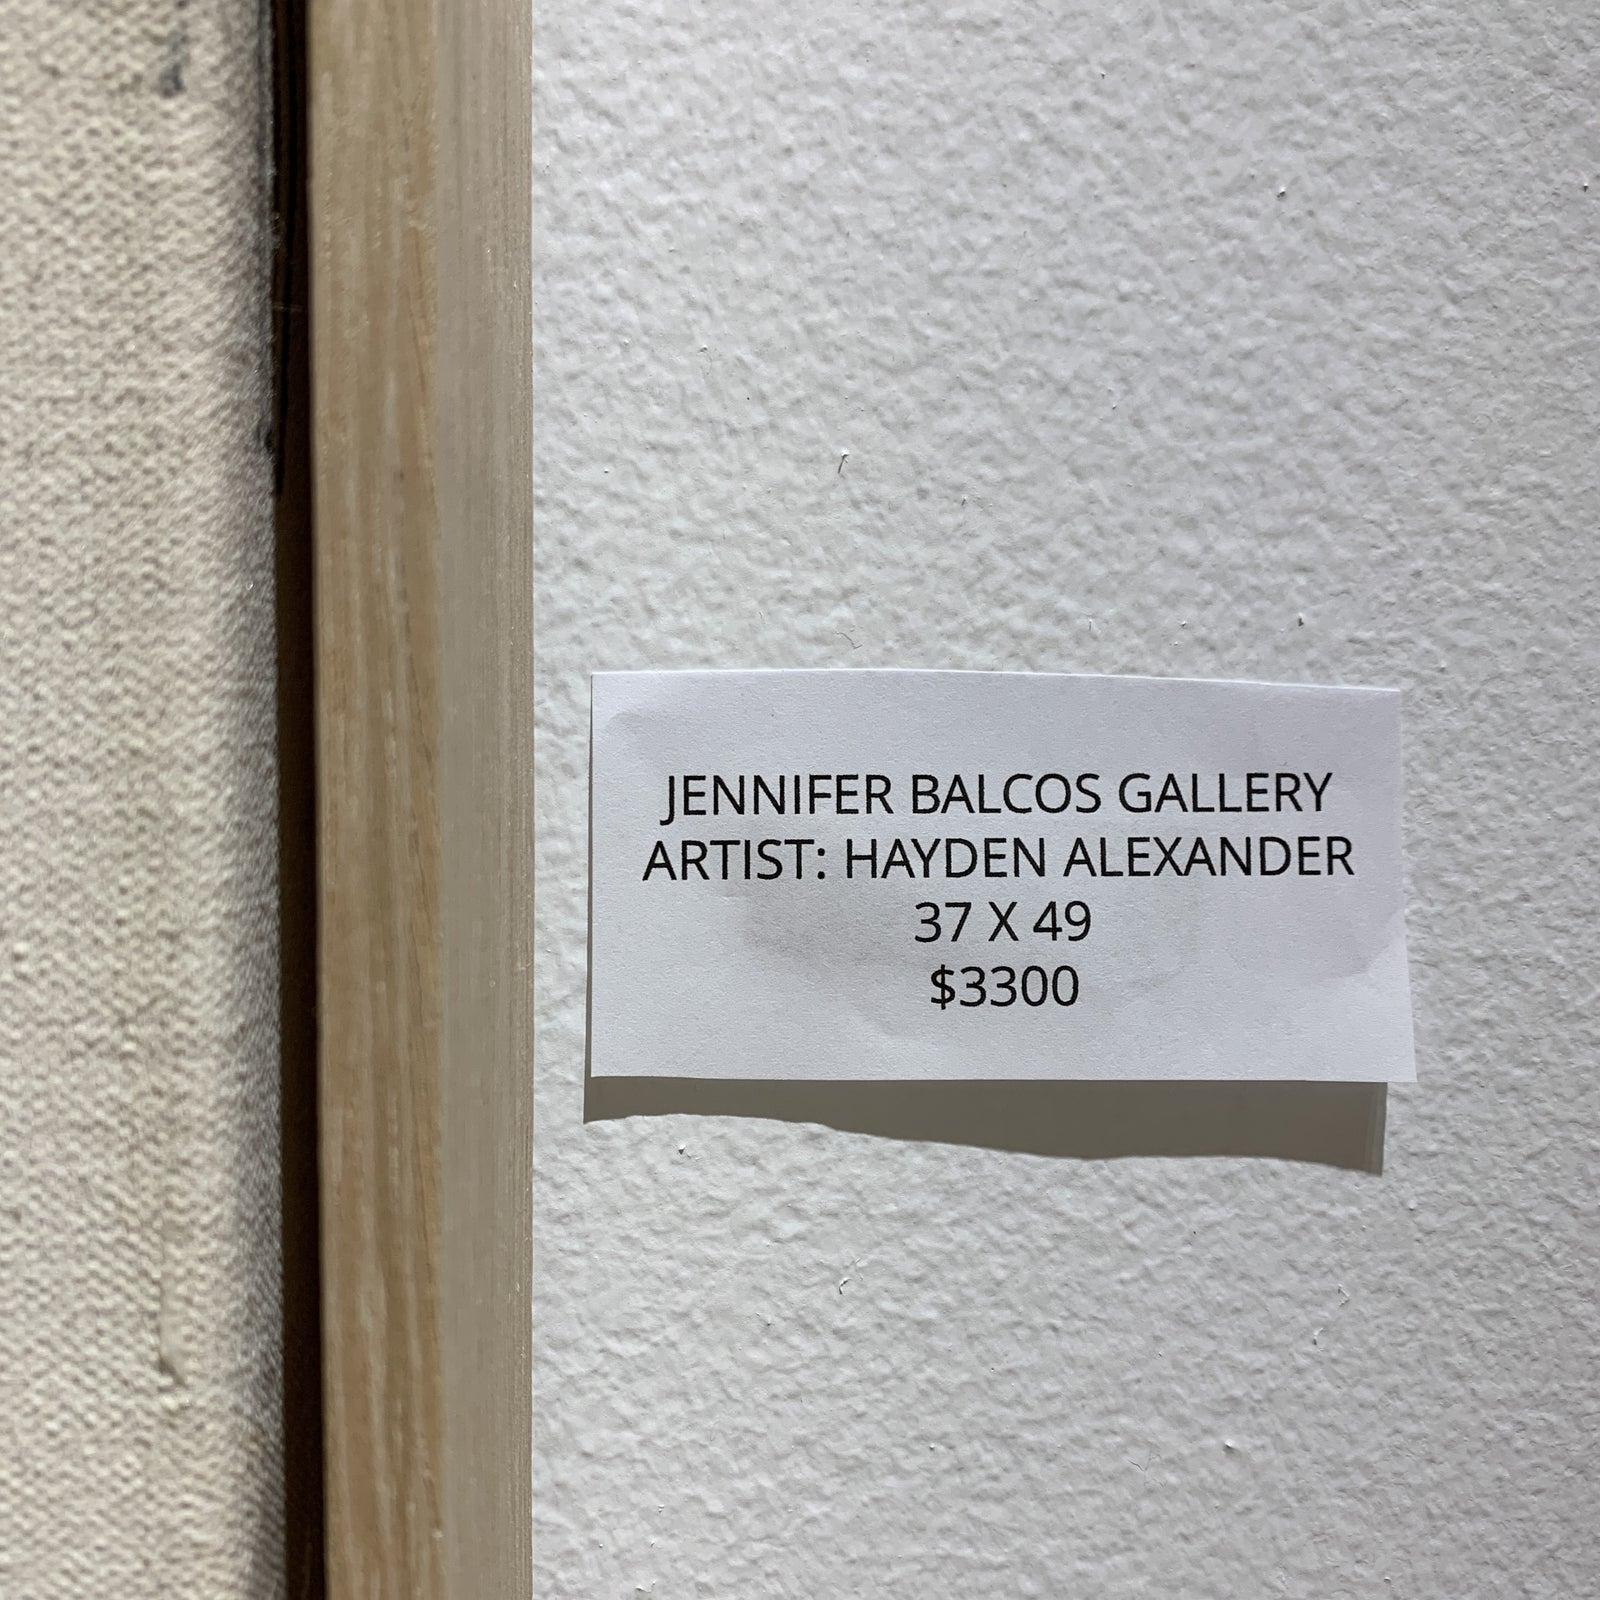 JENNIFER BALCOS GALLERY
ARTIST: HAYDEN ALEXANDER
37 X 49
$3300